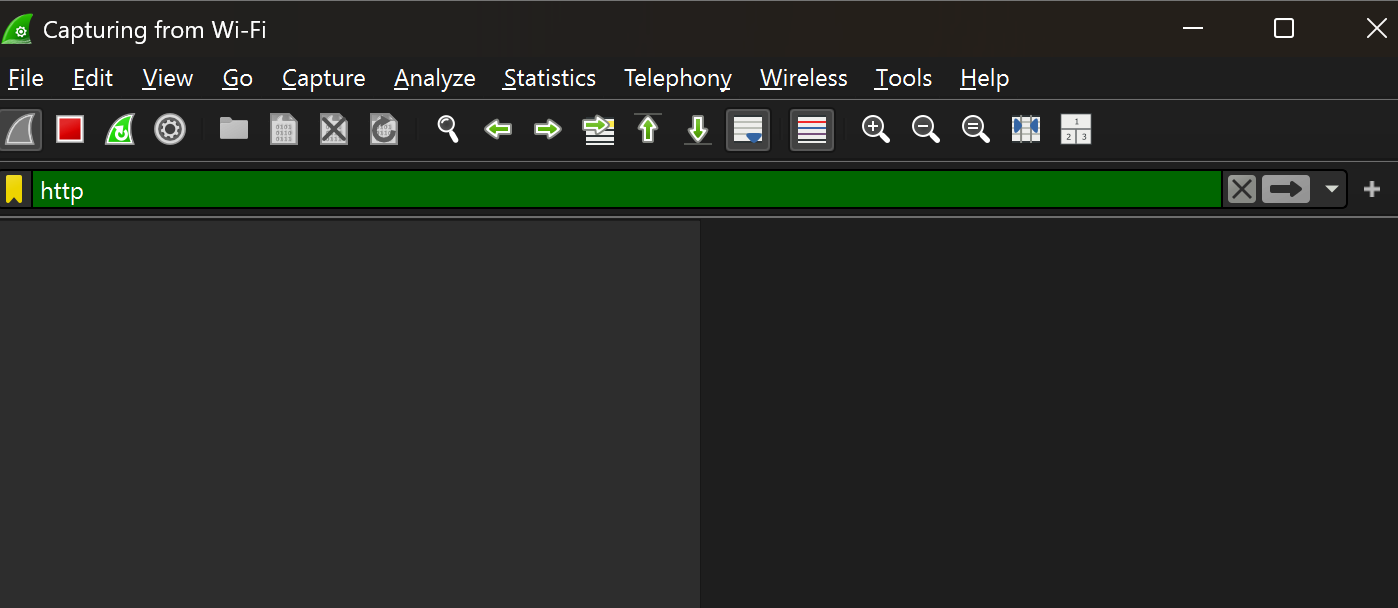 Capturing from Wi-Fi
File Edit View Go Capture Analyze Statistics Telephony Wireless Tools Help
http